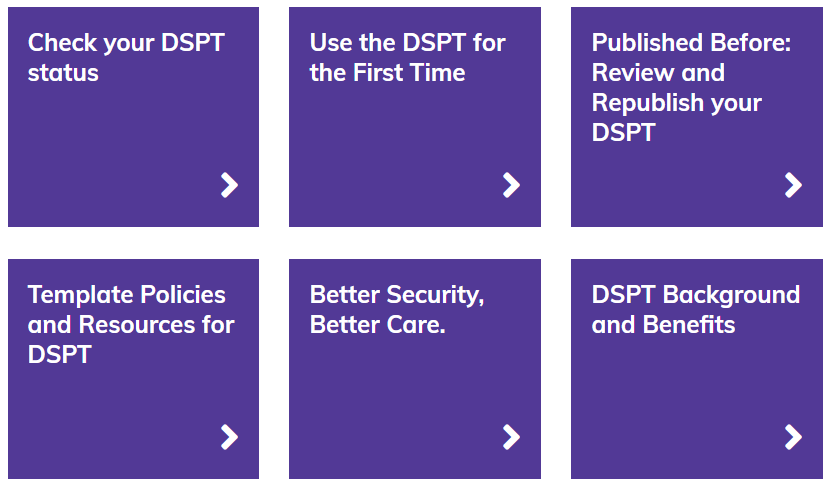 Check your DSPT
status
Use the DSPT for
the First Time
Published Before:
Review and
Republish your
DSPT
Template Policies
and Resources for
DSPT
Better Security,
Better Care.
DSPT Background
and Benefits